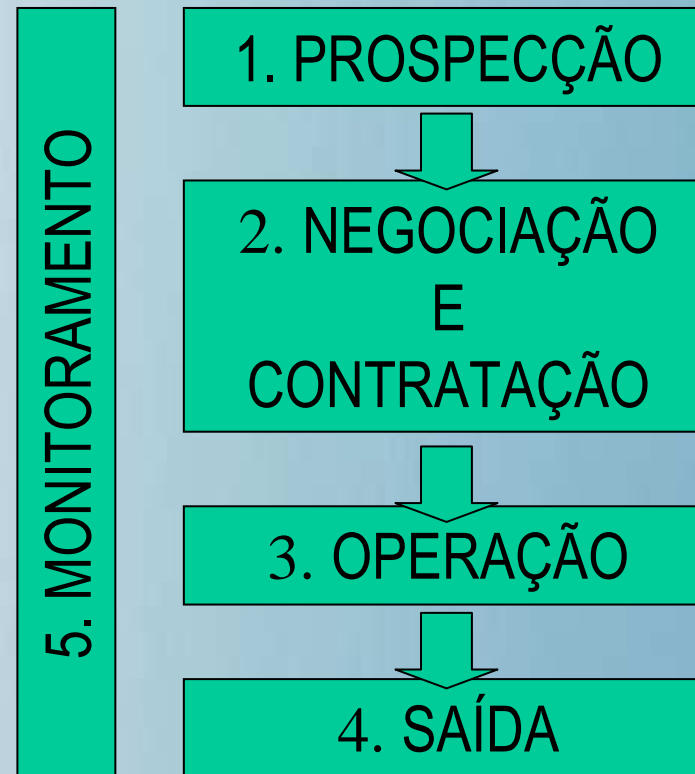 5. MONITORAMENTO
1. PROSPECÇÃO
2. NEGOCIAÇÃO
E
CONTRATAÇÃO
3. OPERAÇÃO
4. SAÍDA